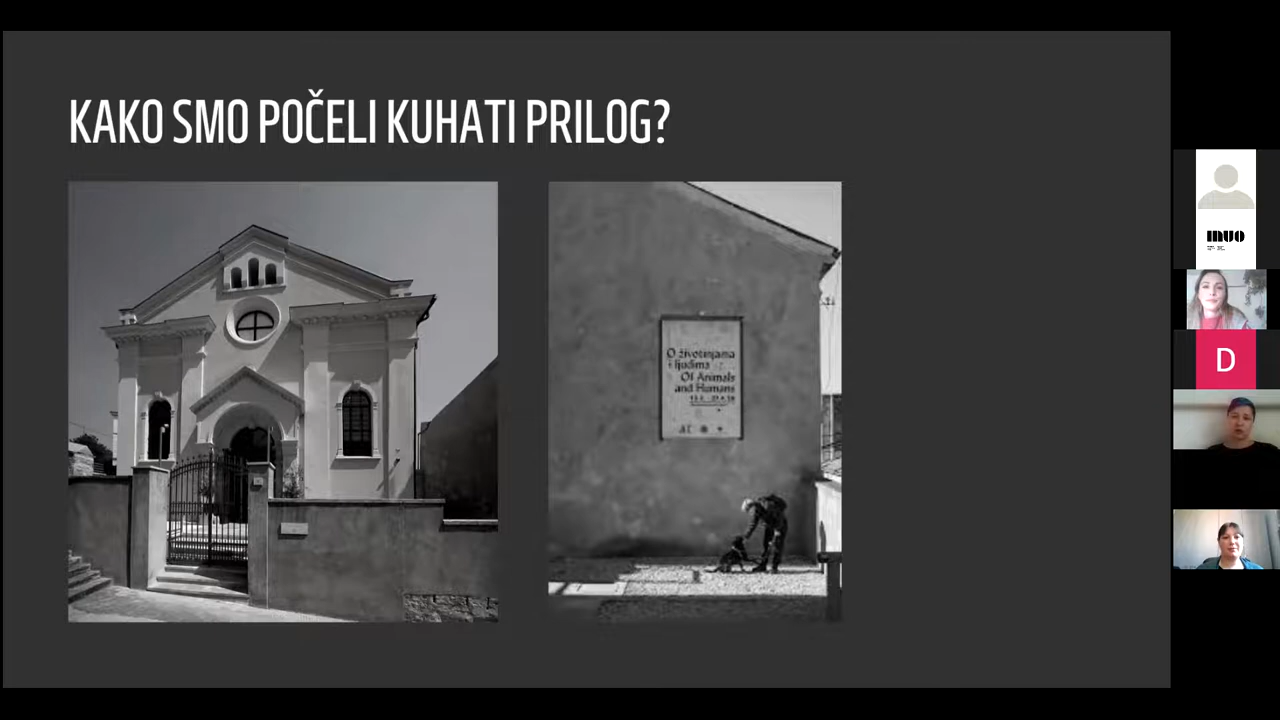 KAKO SMO POČELI KUHATI PRILOG?
O životinjama
i ljudima
Of Animals
and Humans
muo
D